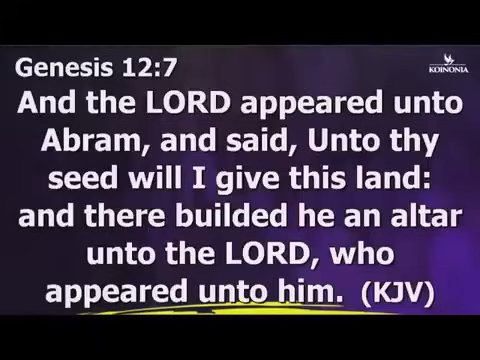 Genesis 12:7
KOINONIA
And the LORD appeared unto
Abram, and said, Unto thy
seed will I give this land:
and there builded he an altar
unto the LORD, who
appeared unto him. (KJV)